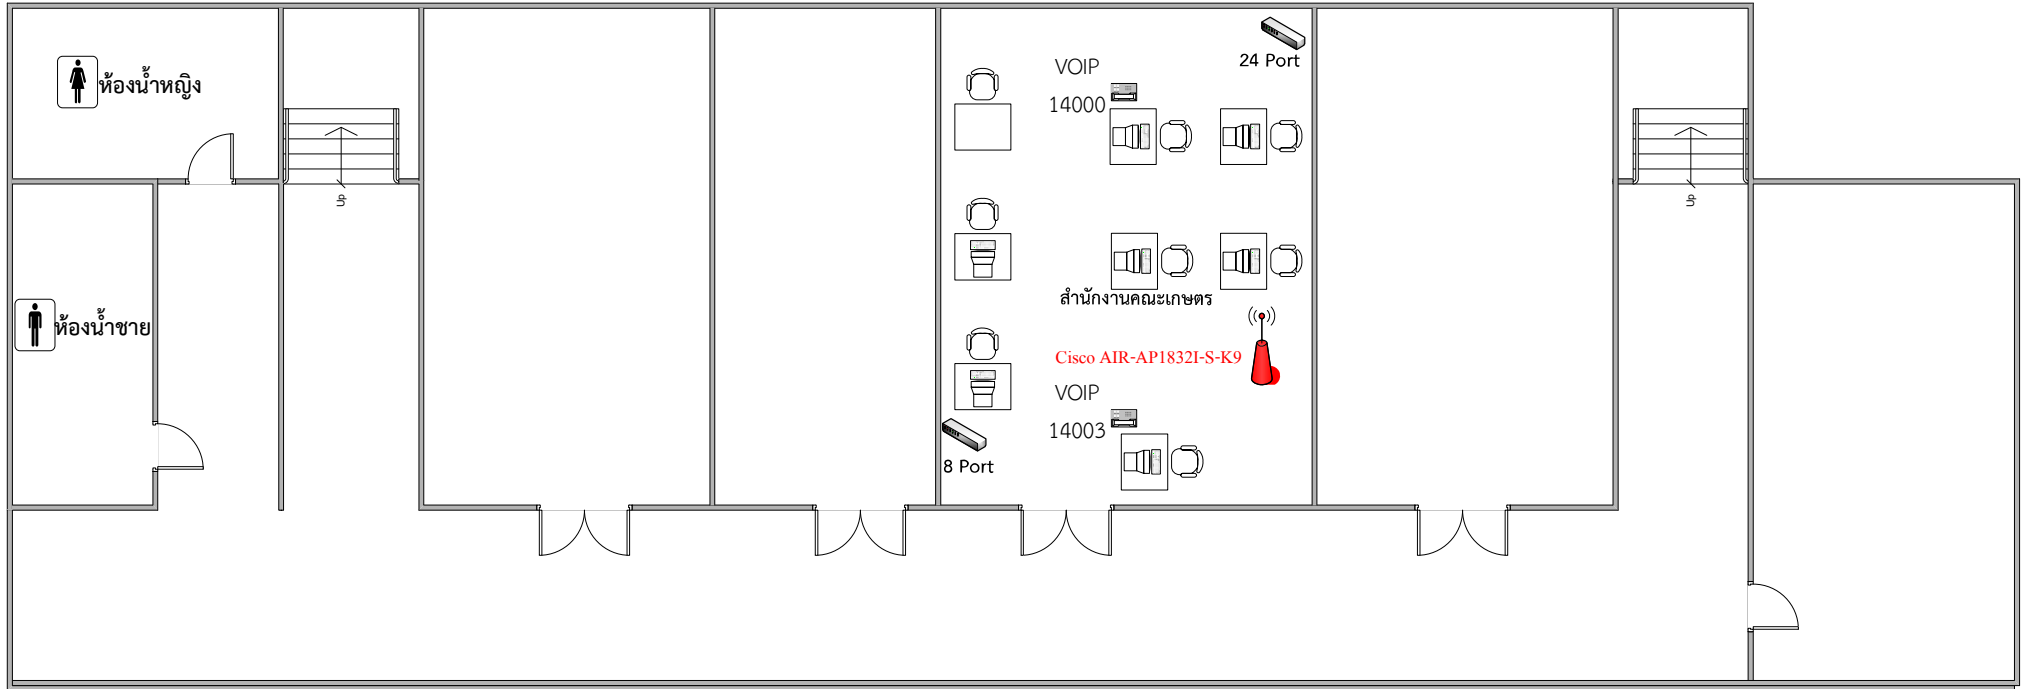 24 Port
VOIP
14000
ห้องน้ำหญิง
Up
Up
สำนักงานคณะเกษตร
ห้องน้ำชาย
Cisco AIR-AP1832I-S-K9
VOIP
14003
8 Port